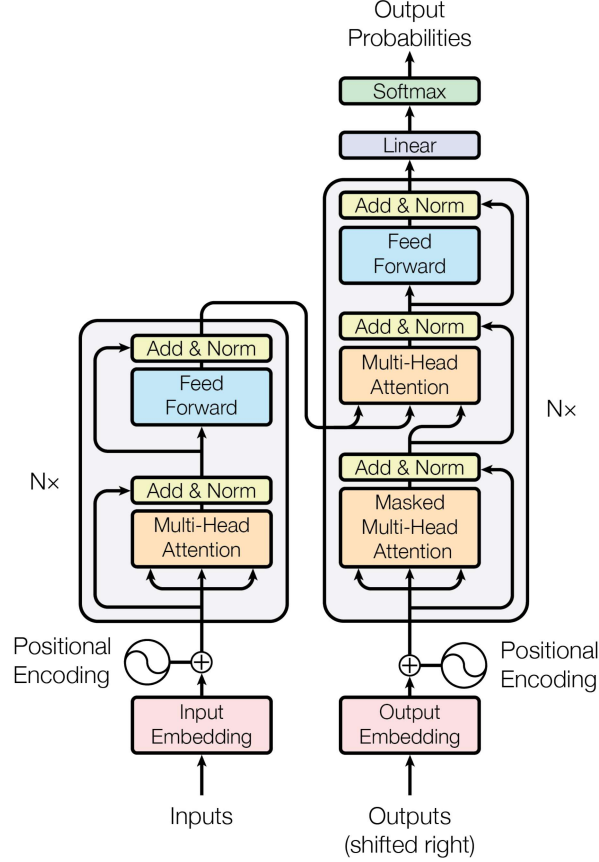 Output
Probabilities
Softmax
Linear
Add & Norm
Feed
Forward
Add & Norm
Multi-Head
Attention
Nx
Add & Norm
Masked
Multi-Head
Attention
Positional
Encoding
Output
Embedding
Outputs
(shifted right)
Add & Norm
Feed
Forward
Nx
Add & Norm
Multi-Head
Attention
Positional
Encoding
Input
Embedding
Inputs